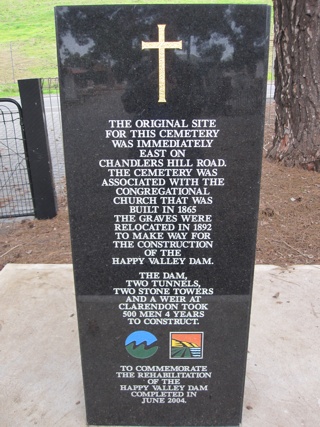 THE ORIGINAL SITE
FOR THIS CEMETERY
WAS IMMEDIATELY
EAST ON
CHANDLERS HILL ROAD.
THE CEMETERY WAS
ASSOCIATED WITH THE
CONGREGATIONAL
CHURCH THAT WAS
BUILT IN 1865
THE GRAVES WERE
RELOCATED IN 1892
TO MAKE WAY FOR
THE CONSTRUCTION
OF THE
HAPPY VALLEY DAM.
THE DAM,
TWO TUNNELS,
TWO STONE TOWERS
AND A WEIR AT
CLARENDON TOOK
500 MEN 4 YEARS
TO CONSTRUCT.
TO COMMEMORATE
THE REHABILITATION
OF THE
HAPPY VALLEY DAM
COMPLETED IN
JUNE 2004.